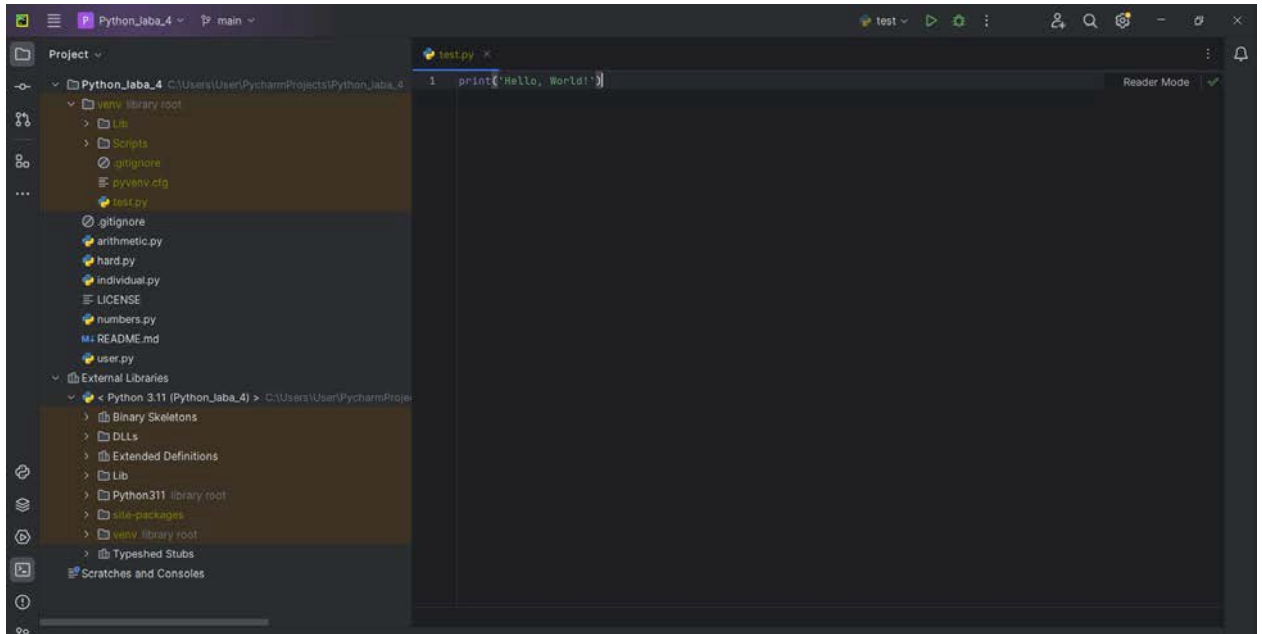 P Python_laba_4 main test
Project
test.py
Python_laba_4 C:\Users\User\PycharmProjects\Python_laba_4
1 print('Hello, World!')
Reader Mode
venv library root
Lib
Scripts
.gitignore
pyvenv.cfg
test.py
.gitignore
arithmetic.py
hard.py
individual.py
LICENSE
numbers.py
M↓ README.md
user.py
External Libraries
< Python 3.11 (Python_laba_4) > C:\Users\User\PycharmProje
Binary Skeletons
DLLs
Extended Definitions
Lib
Python311 library root
site-packages
venv library root
Typeshed Stubs
Scratches and Consoles